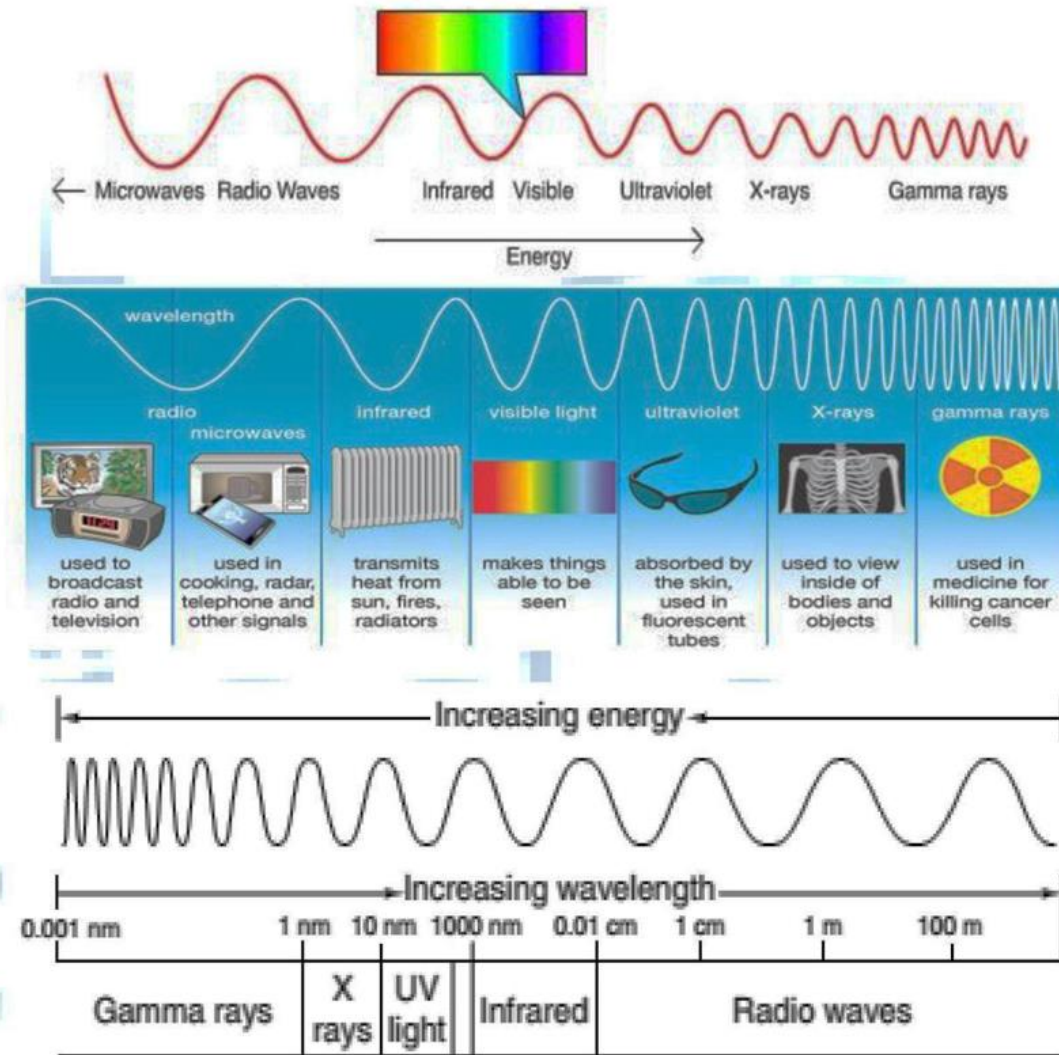 ← Microwaves Radio Waves Infrared Visible Ultraviolet X-rays Gamma rays
Energy
wavelength
radio infrared visible light ultraviolet X-rays gamma rays
microwaves
used to broadcast radio and television
used in cooking, radar, telephone and other signals
transmits heat from sun, fires, radiators
makes things able to be seen
absorbed by the skin, used in fluorescent tubes
used to view inside of bodies and objects
used in medicine for killing cancer cells
Increasing energy
Increasing wavelength
0.001 nm 1 nm 10 nm 1000 nm 0.01 cm 1 cm 1 m 100 m
Gamma rays X rays UV light Infrared Radio waves